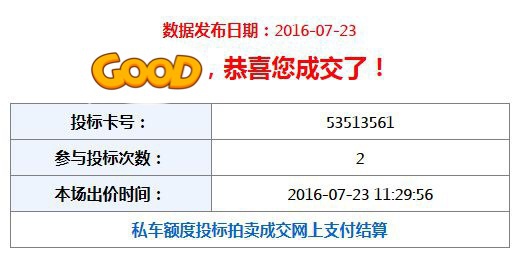 数据发布日期：2016-07-23
GOOD，恭喜您成交了！
投标卡号： 53513561
参与投标次数： 2
本场出价时间： 2016-07-23 11:29:56
私车额度投标拍卖成交网上支付结算